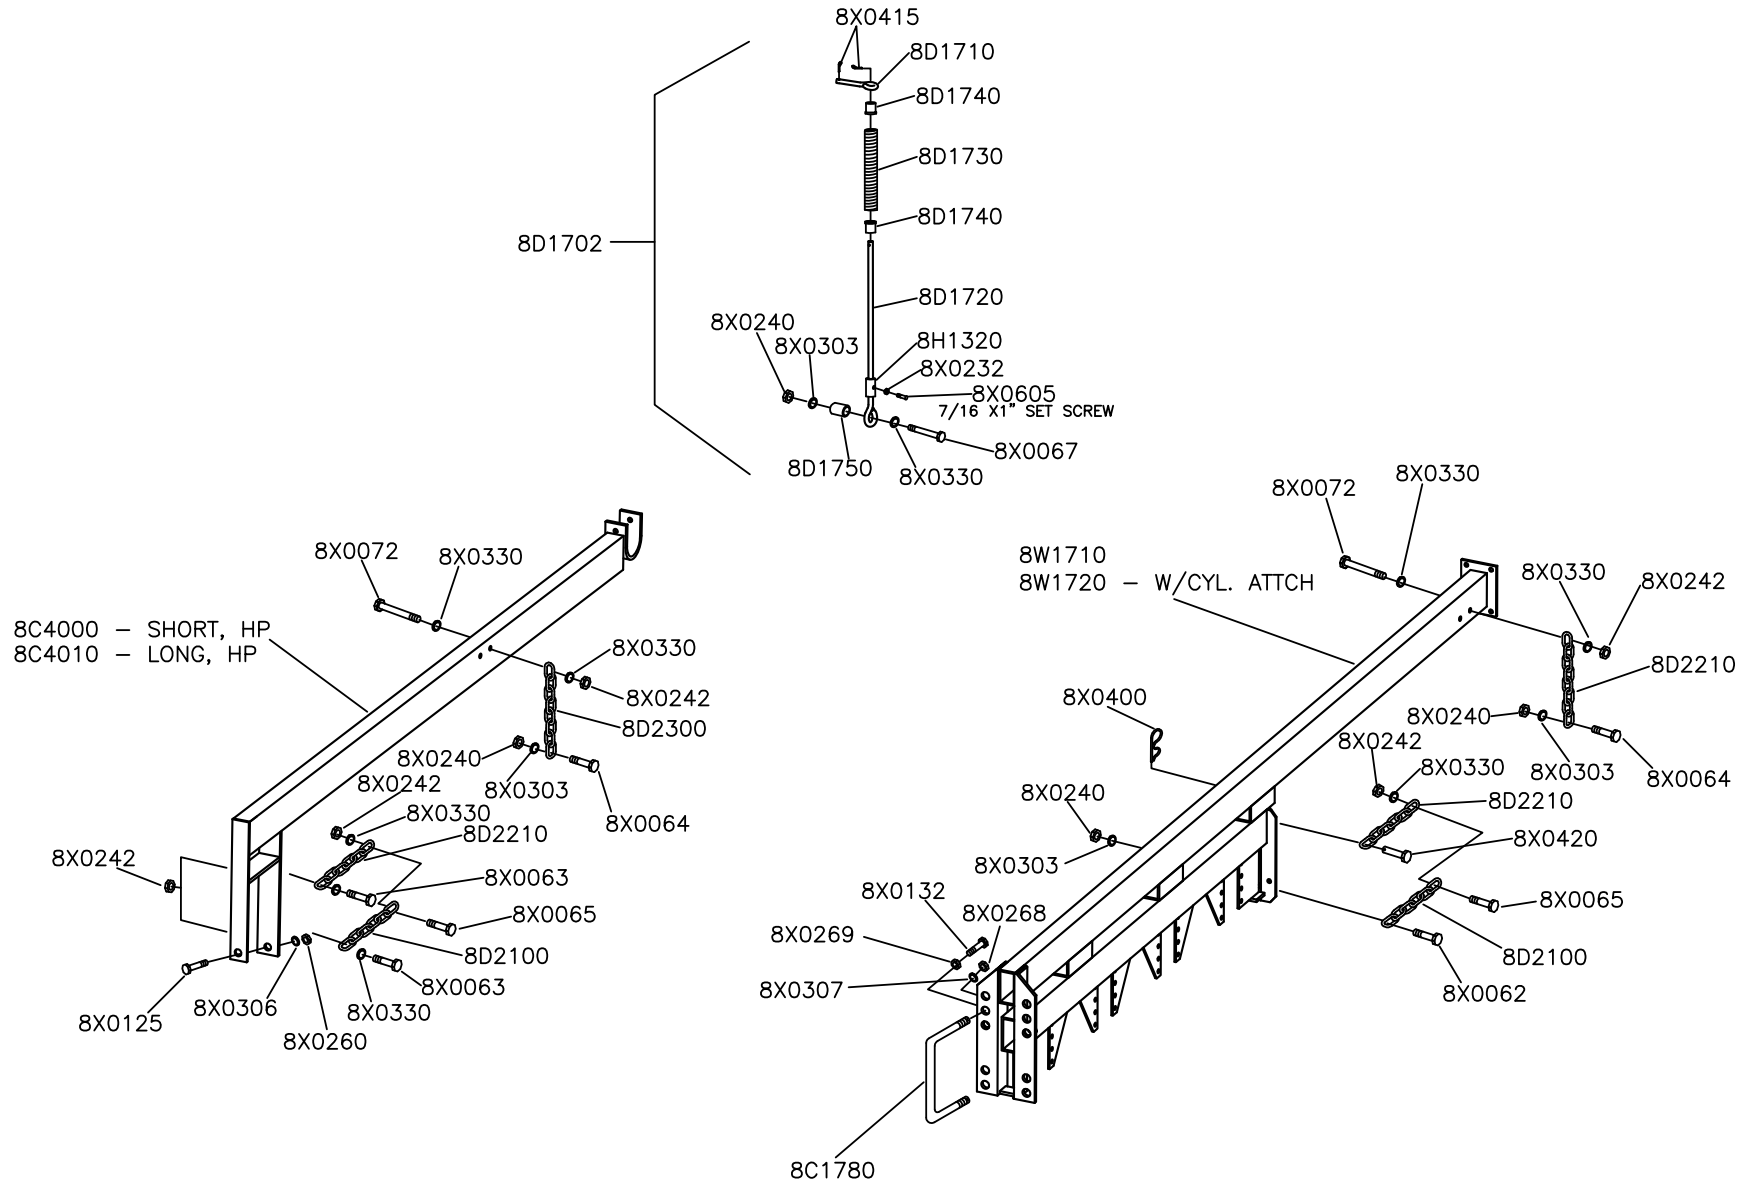 8X0415
8D1710
8D1740
8D1730
8D1740
8D1702
8D1720
8X0240
8H1320
8X0303
8X0232
8X0605
7/16 X1" SET SCREW
8X0067
8D1750
8X0330
8X0072
8X0330
8C4000 – SHORT, HP
8C4010 – LONG, HP
8X0330
8X0242
8D2300
8X0240
8X0303
8X0242
8X0064
8X0330
8D2210
8X0242
8X0063
8X0065
8D2100
8X0063
8X0306
8X0330
8X0125
8X0260
8X0072
8X0330
8W1710
8W1720 – W/CYL. ATTCH
8X0330
8X0242
8D2210
8X0400
8X0240
8X0242
8X0303
8X0064
8X0330
8D2210
8X0240
8X0303
8X0420
8X0132
8X0268
8X0065
8X0269
8D2100
8X0307
8X0062
8C1780